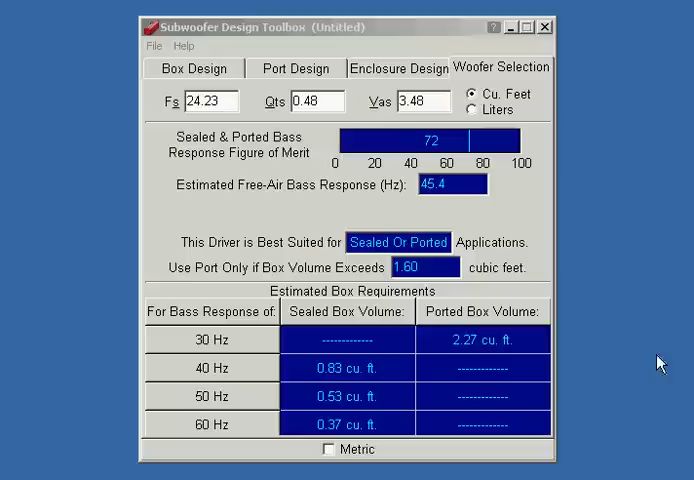 Subwoofer Design Toolbox (Untitled)
File Help
Box Design Port Design Enclosure Design Woofer Selection
Fs 24.23 Qts 0.48 Vas 3.48 Cu. Feet
Liters
Sealed & Ported Bass
Response Figure of Merit
72
0 20 40 60 80 100
Estimated Free-Air Bass Response (Hz): 45.4
This Driver is Best Suited for Sealed Or Ported Applications.
Use Port Only if Box Volume Exceeds 1.60 cubic feet.
Estimated Box Requirements
For Bass Response of: Sealed Box Volume: Ported Box Volume:
30 Hz ------------- 2.27 cu. ft.
40 Hz 0.83 cu. ft. -------------
50 Hz 0.53 cu. ft. -------------
60 Hz 0.37 cu. ft. -------------
Metric